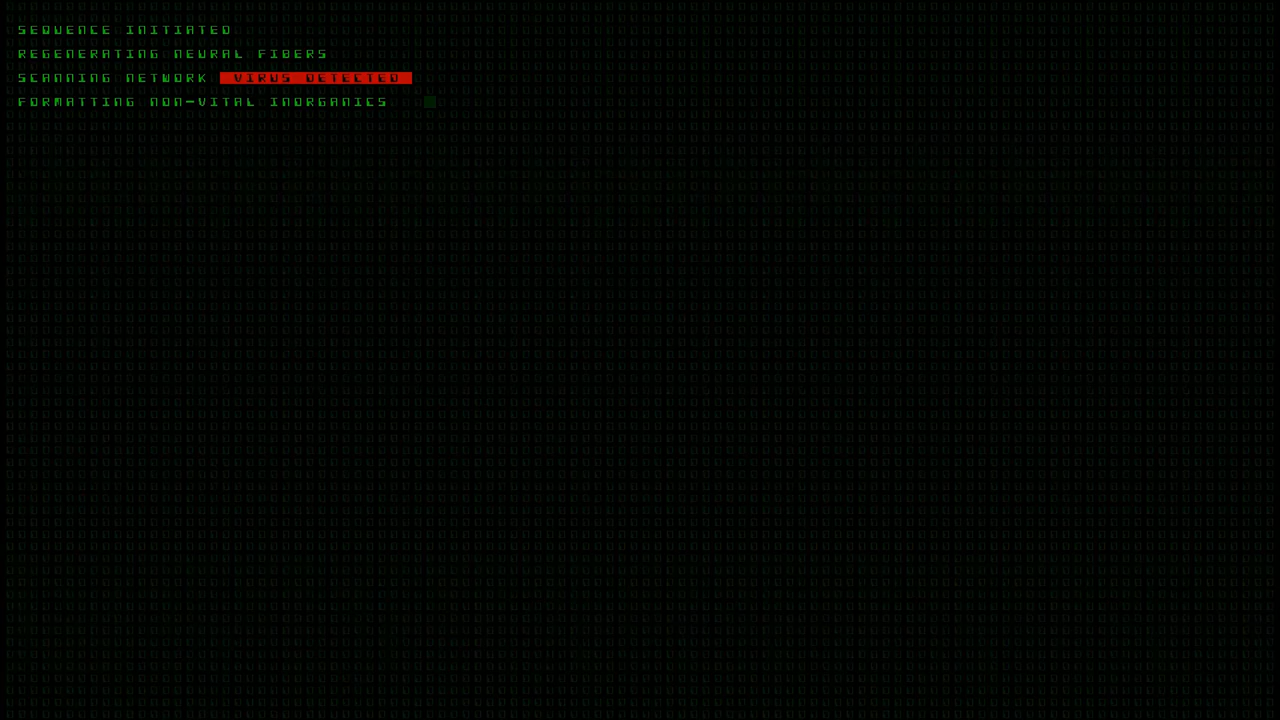 SEQUENCE INITIATED
REGENERATING NEURAL FIBERS
SCANNING NETWORK VIRUS DETECTED
FORMATTING NON-VITAL INORGANICS